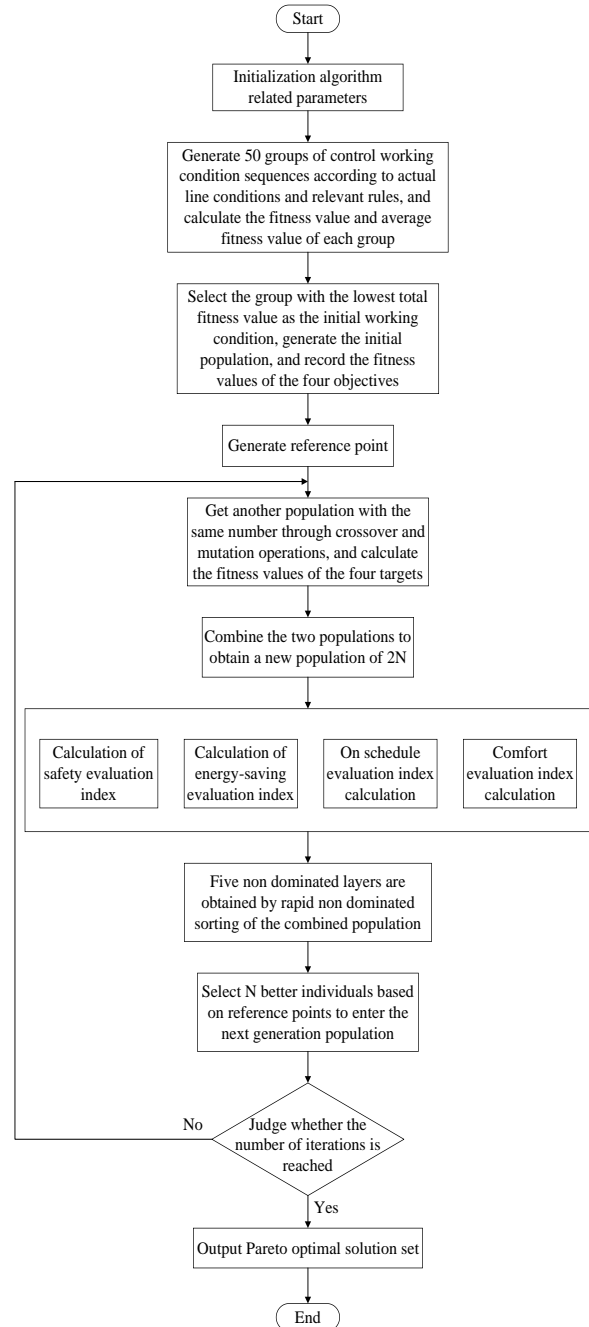 Start
Initialization algorithm
related parameters
Generate 50 groups of control working
condition sequences according to actual
line conditions and relevant rules, and
calculate the fitness value and average
fitness value of each group
Select the group with the lowest total
fitness value as the initial working
condition, generate the initial
population, and record the fitness
values of the four objectives
Generate reference point
Get another population with the
same number through crossover and
mutation operations, and calculate
the fitness values of the four targets
Combine the two populations to
obtain a new population of 2N
Calculation of
safety evaluation
index
Calculation of
energy-saving
evaluation index
On schedule
evaluation index
calculation
Comfort
evaluation index
calculation
Five non dominated layers are
obtained by rapid non dominated
sorting of the combined population
Select N better individuals based
on reference points to enter the
next generation population
No
Judge whether the
number of iterations is
reached
Yes
Output Pareto optimal solution set
End